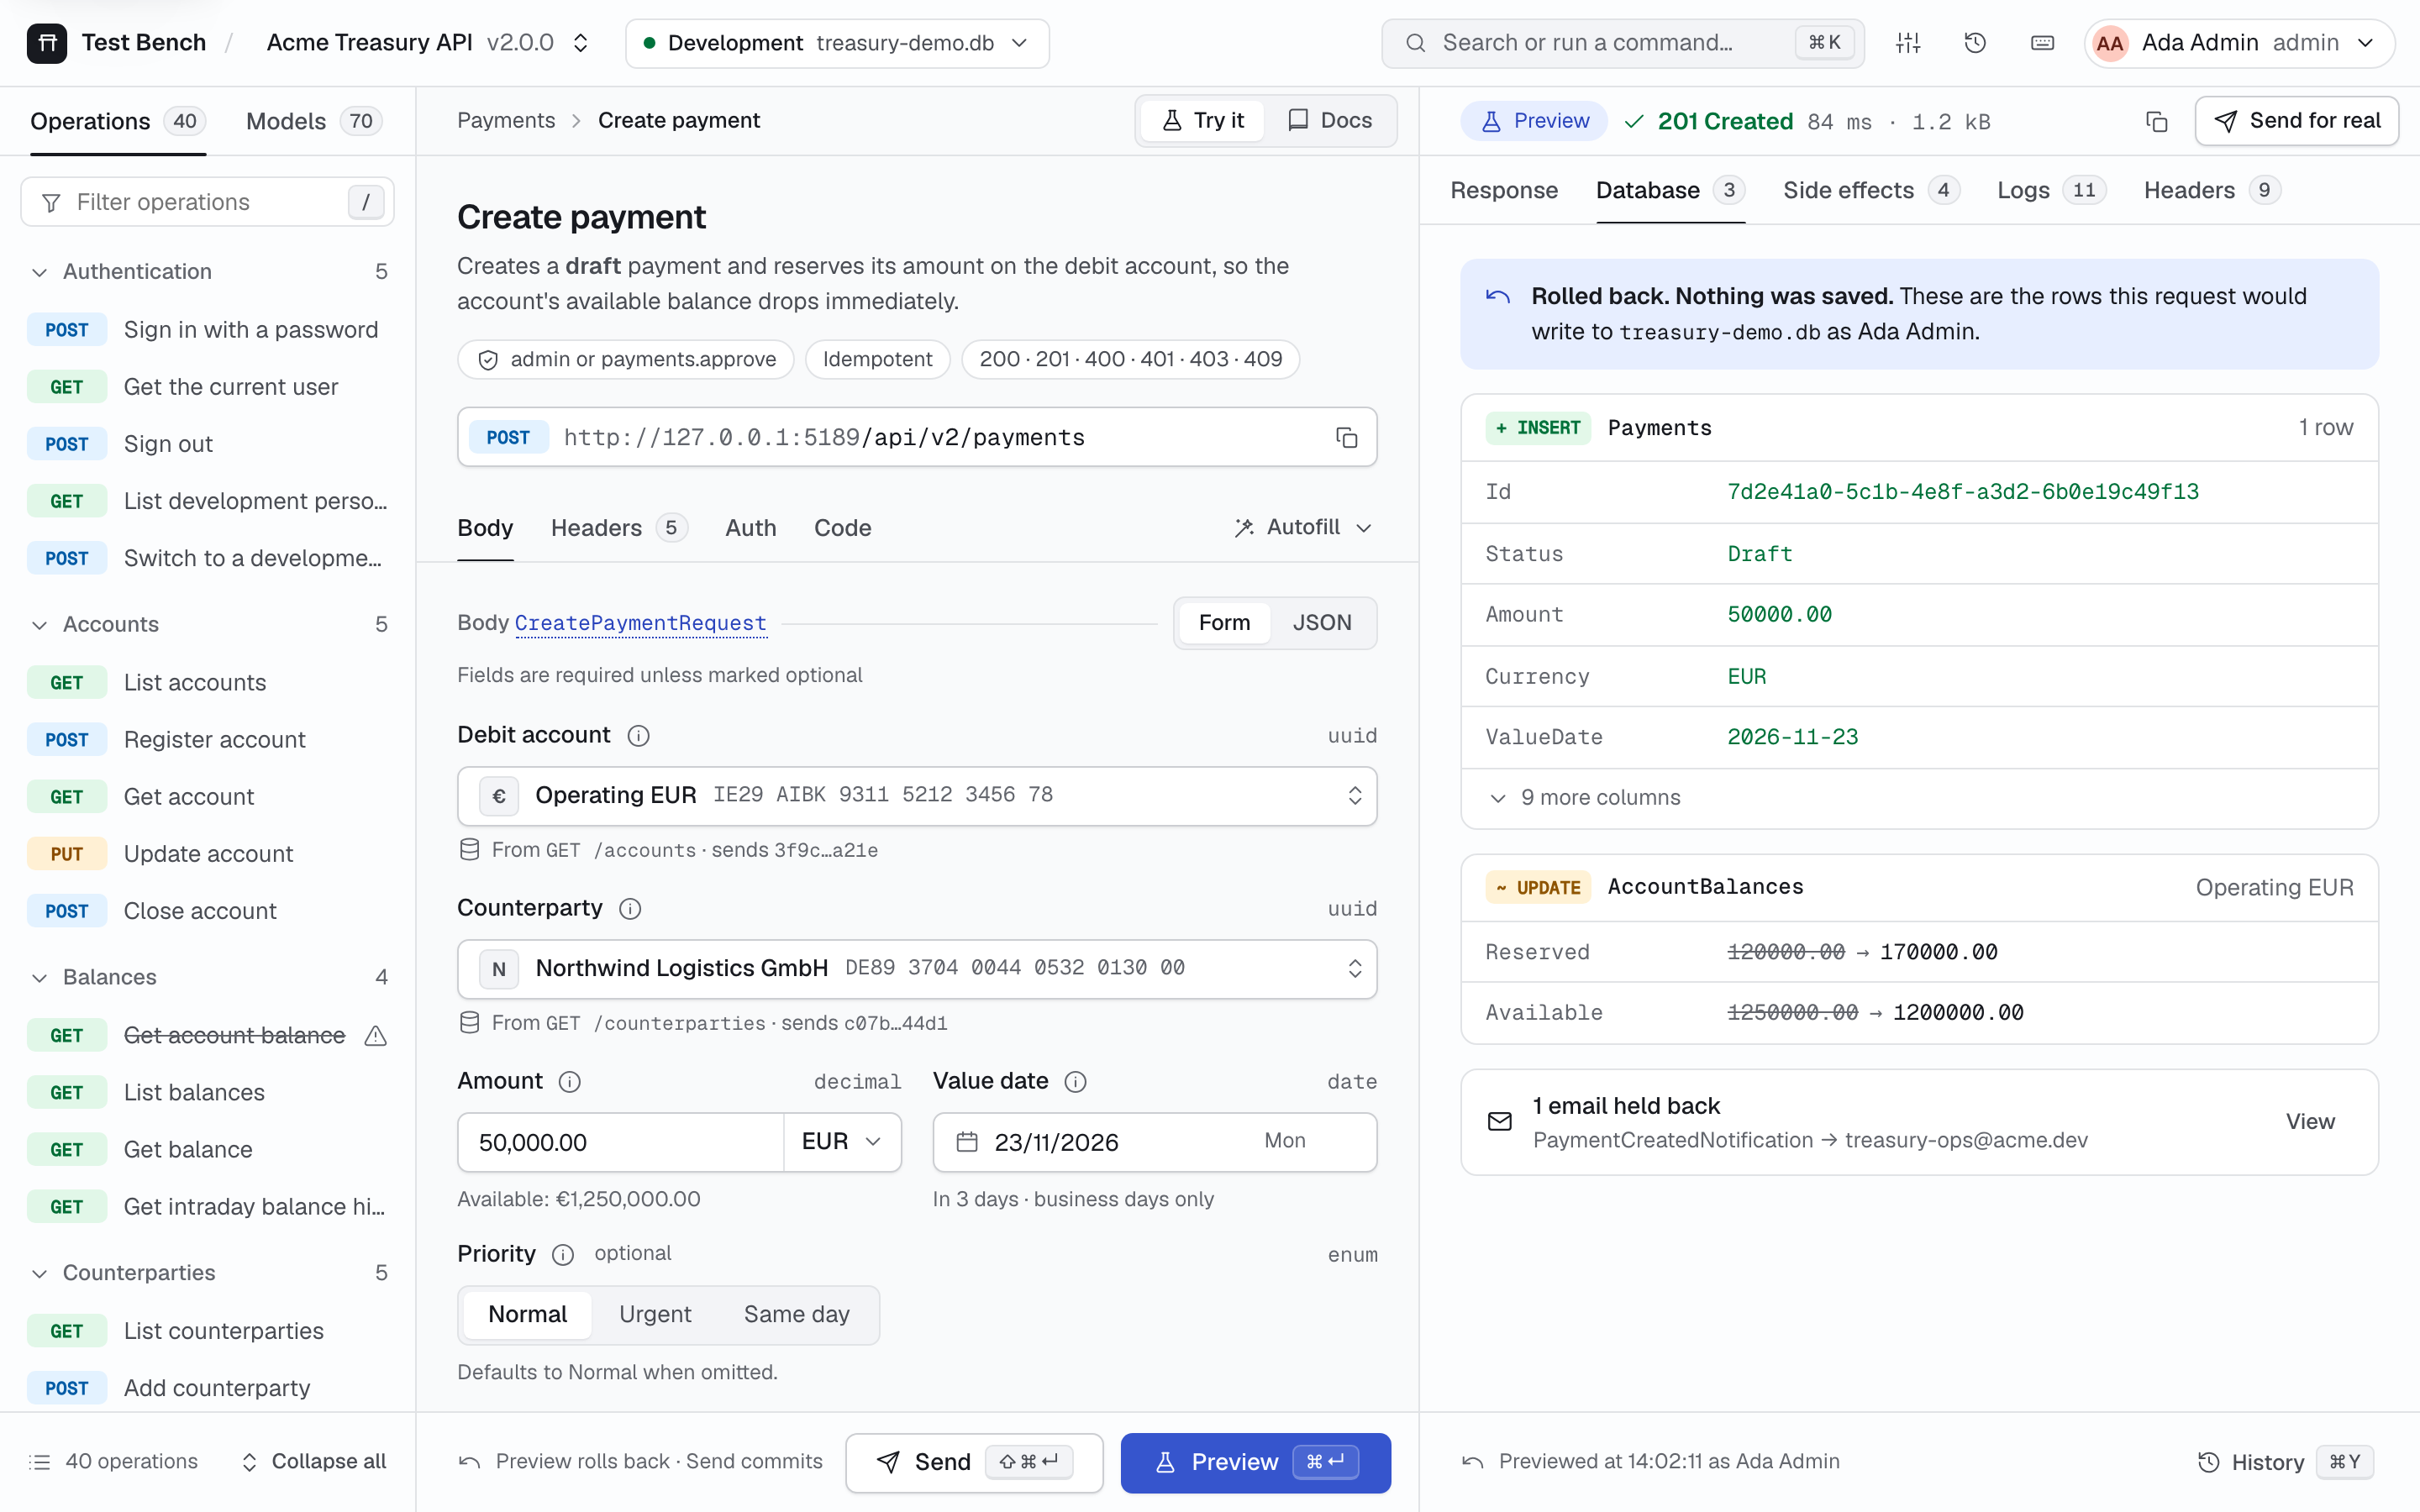 Test Bench / Acme Treasury API v2.0.0
Development treasury-demo.db
Search or run a command... ⌘K
AA Ada Admin admin
Operations 40 Models 70
Filter operations /
Authentication 5
POST Sign in with a password
GET Get the current user
POST Sign out
GET List development perso...
POST Switch to a developme...
Accounts 5
GET List accounts
POST Register account
GET Get account
PUT Update account
POST Close account
Balances 4
GET Get account balance
GET List balances
GET Get balance
GET Get intraday balance hi...
Counterparties 5
GET List counterparties
POST Add counterparty
40 operations Collapse all
Payments > Create payment
Try it Docs
Create payment
Creates a draft payment and reserves its amount on the debit account, so the
account's available balance drops immediately.
admin or payments.approve Idempotent 200 · 201 · 400 · 401 · 403 · 409
POST http://127.0.0.1:5189/api/v2/payments
Body Headers 5 Auth Code Autofill
Body CreatePaymentRequest Form JSON
Fields are required unless marked optional
Debit account uuid
€ Operating EUR IE29 AIBK 9311 5212 3456 78
From GET /accounts · sends 3f9c…a21e
Counterparty uuid
N Northwind Logistics GmbH DE89 3704 0044 0532 0130 00
From GET /counterparties · sends c07b…44d1
Amount decimal Value date date
50,000.00 EUR 23/11/2026 Mon
Available: €1,250,000.00 In 3 days · business days only
Priority optional enum
Normal Urgent Same day
Defaults to Normal when omitted.
Preview rolls back · Send commits Send ⇧⌘↵ Preview ⌘↵
Preview 201 Created 84 ms · 1.2 kB Send for real
Response Database 3 Side effects 4 Logs 11 Headers 9
Rolled back. Nothing was saved. These are the rows this request would
write to treasury-demo.db as Ada Admin.
+ INSERT Payments 1 row
Id 7d2e41a0-5c1b-4e8f-a3d2-6b0e19c49f13
Status Draft
Amount 50000.00
Currency EUR
ValueDate 2026-11-23
9 more columns
~ UPDATE AccountBalances Operating EUR
Reserved 120000.00 → 170000.00
Available 1250000.00 → 1200000.00
1 email held back
PaymentCreatedNotification → treasury-ops@acme.dev
View
Previewed at 14:02:11 as Ada Admin History ⌘Y